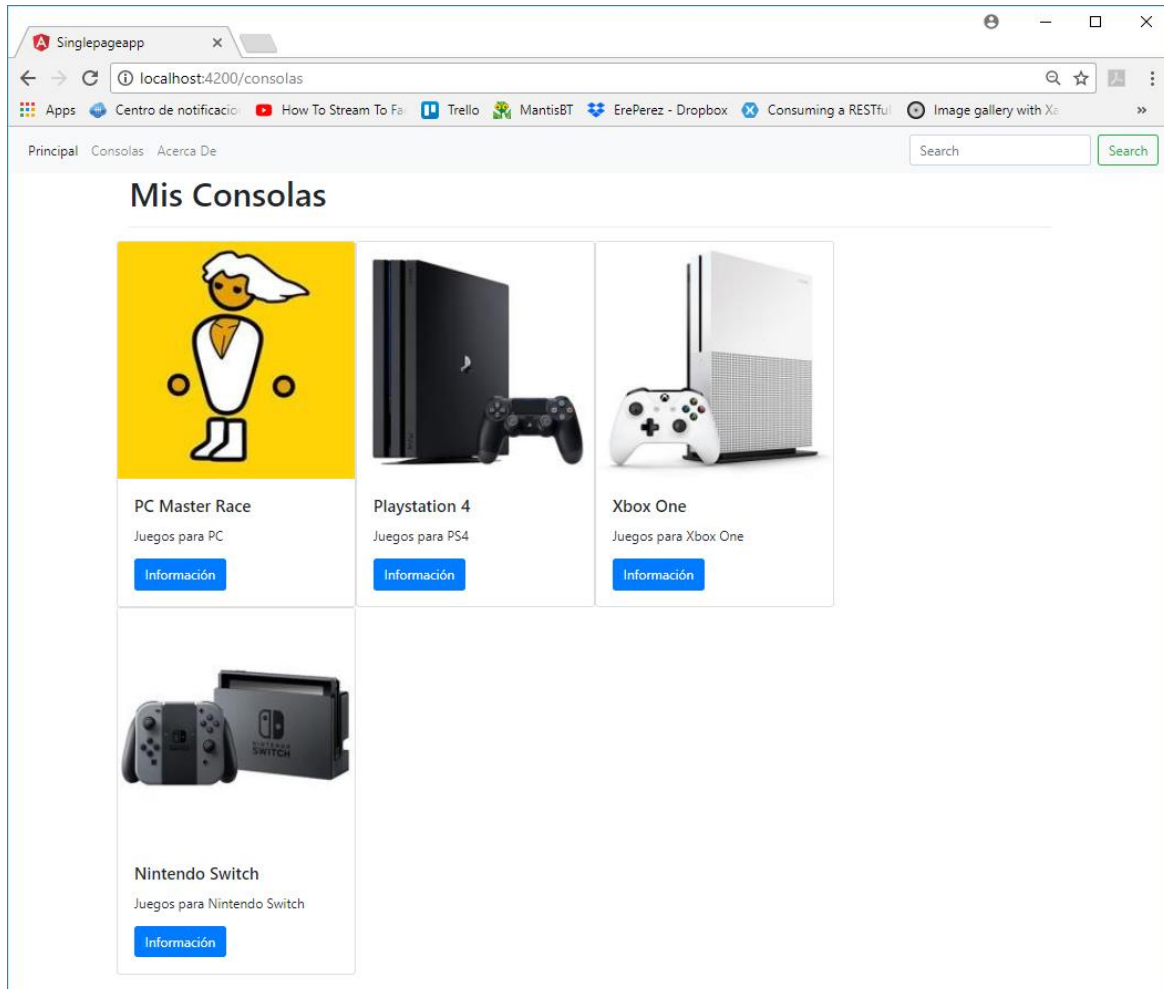 Singlepageapp
localhost:4200/consolas
Apps Centro de notificacio How To Stream To Fa Trello MantisBT ErePerez - Dropbox Consuming a RESTful Image gallery with Xa »
Principal Consolas Acerca De Search Search
Mis Consolas
PC Master Race
Juegos para PC
Información
Playstation 4
Juegos para PS4
Información
Xbox One
Juegos para Xbox One
Información
NINTENDO
SWITCH
Nintendo Switch
Juegos para Nintendo Switch
Información